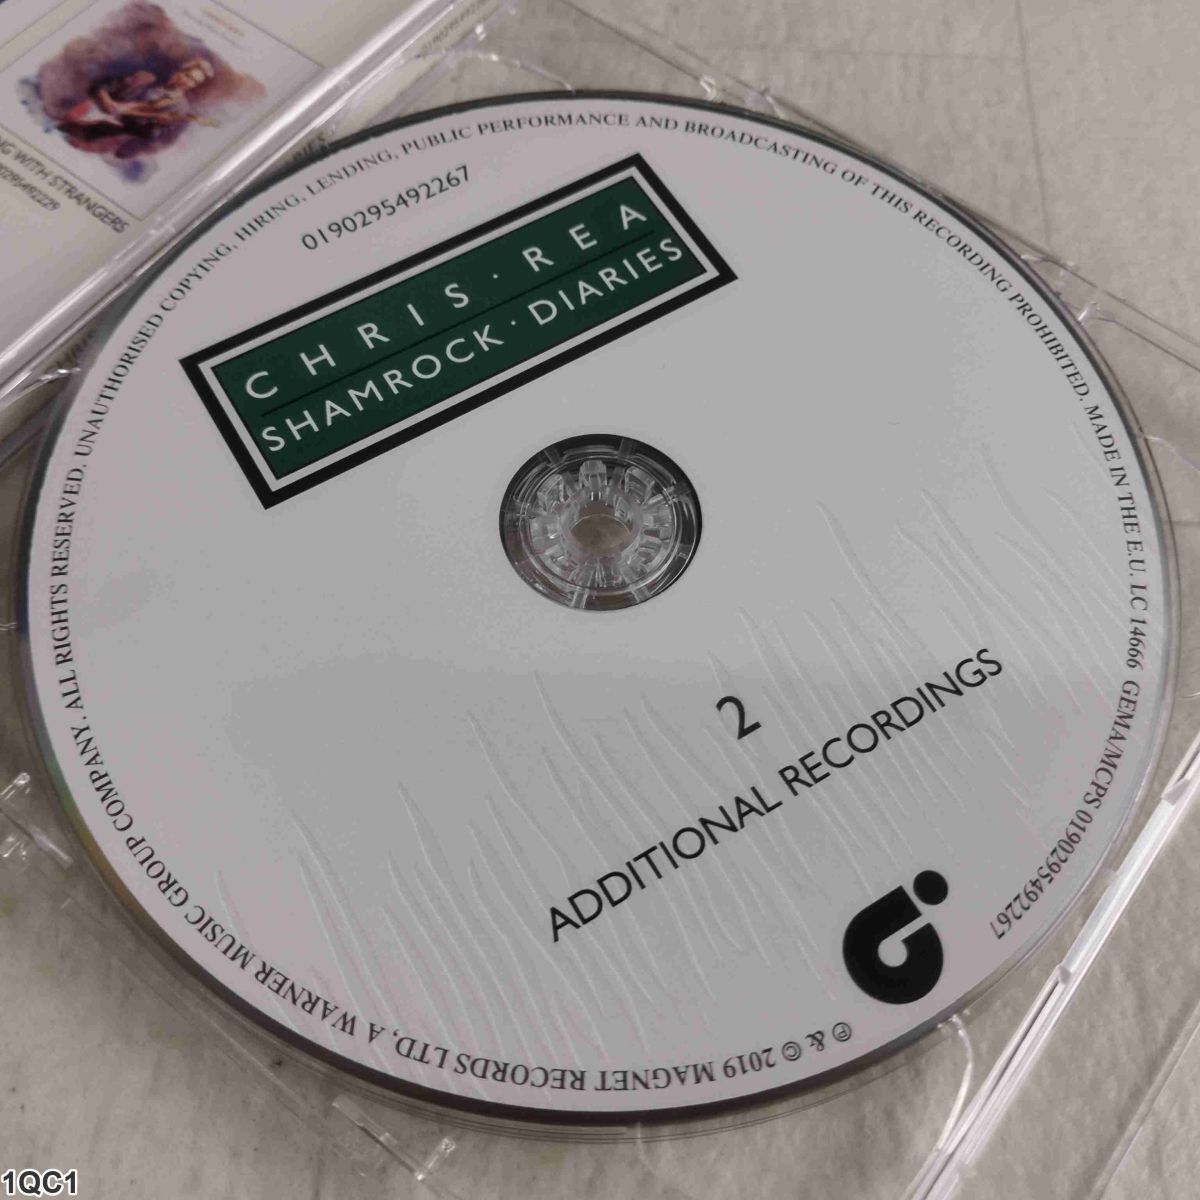 0190295492267
CHRIS · REA
SHAMROCK · DIARIES
2
ADDITIONAL RECORDINGS
℗ & © 2019 MAGNET RECORDS LTD, A WARNER MUSIC GROUP COMPANY. ALL RIGHTS RESERVED. UNAUTHORISED COPYING, HIRING, LENDING, PUBLIC PERFORMANCE AND BROADCASTING OF THIS RECORDING PROHIBITED. MADE IN THE E.U. LC 14666 GEMA/MCPS 0190295492267
WITH STRANGERS
1QC1